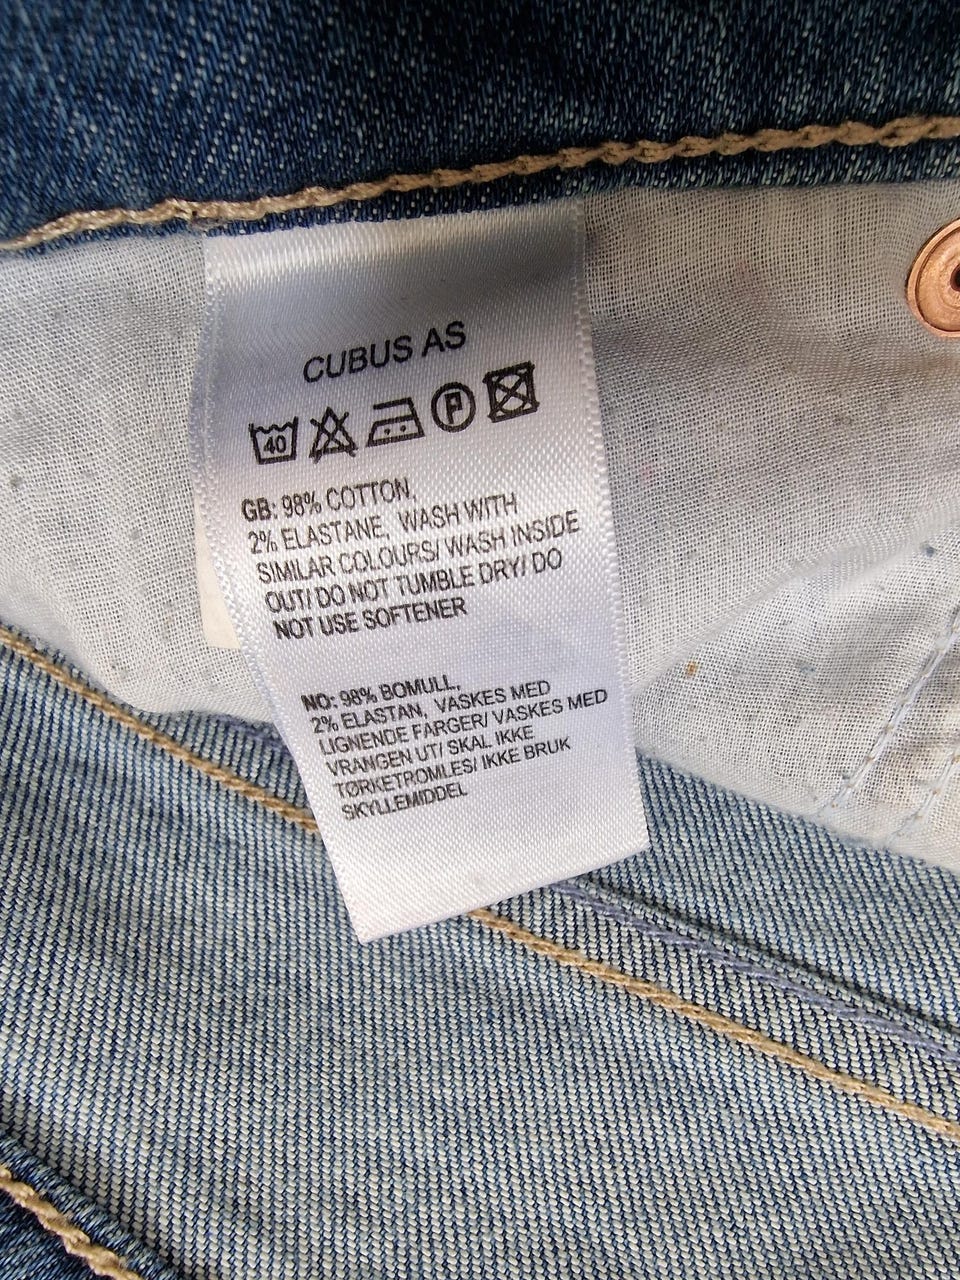 CUBUS AS
40 P
GB: 98% COTTON,
2% ELASTANE, WASH WITH
SIMILAR COLOURS/ WASH INSIDE
OUT/ DO NOT TUMBLE DRY/ DO
NOT USE SOFTENER
NO: 98% BOMULL,
2% ELASTAN, VASKES MED
LIGNENDE FARGER/ VASKES MED
VRANGEN UT/ SKAL IKKE
TØRKETROMLES/ IKKE BRUK
SKYLLEMIDDEL